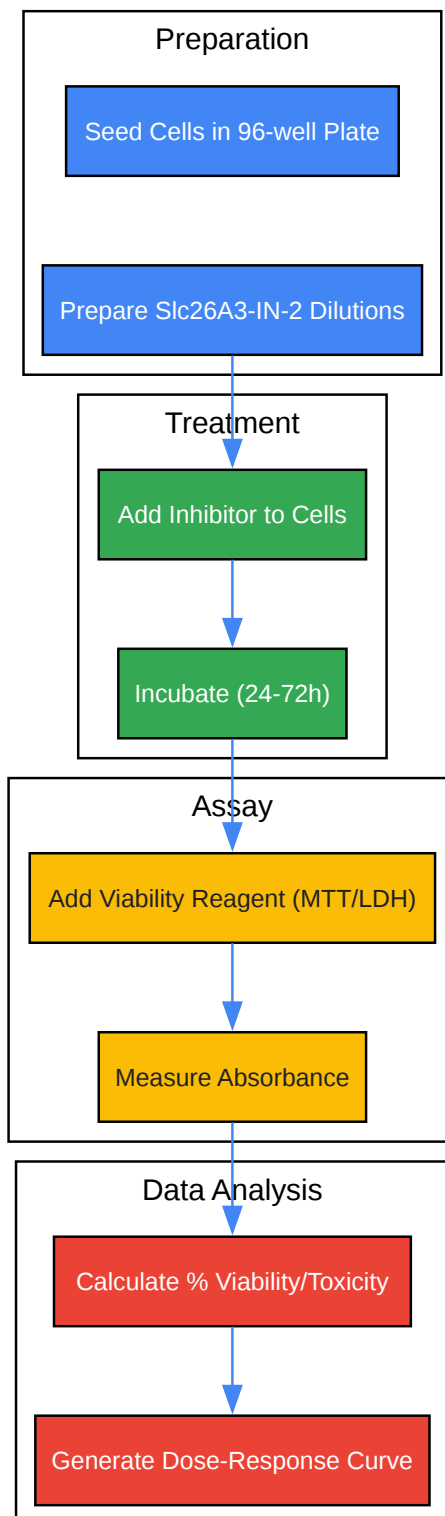 Preparation
Seed Cells in 96-well Plate
Prepare Slc26A3-IN-2 Dilutions
Treatment
Add Inhibitor to Cells
Incubate (24-72h)
Assay
Add Viability Reagent (MTT/LDH)
Measure Absorbance
Data Analysis
Calculate % Viability/Toxicity
Generate Dose-Response Curve